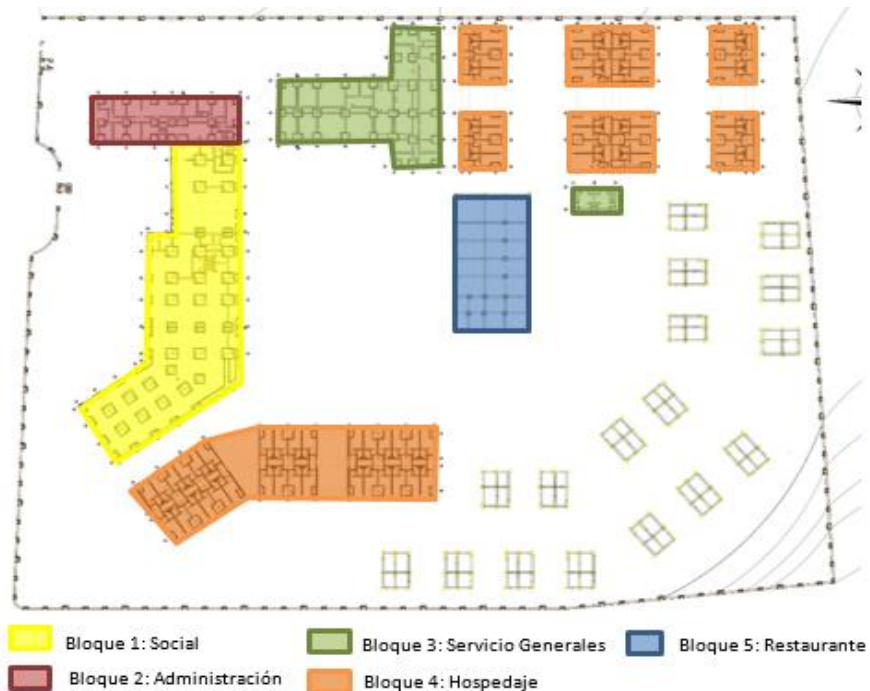 Bloque 1: Social
Bloque 3: Servicio Generales
Bloque 5: Restaurante
Bloque 2: Administración
Bloque 4: Hospedaje